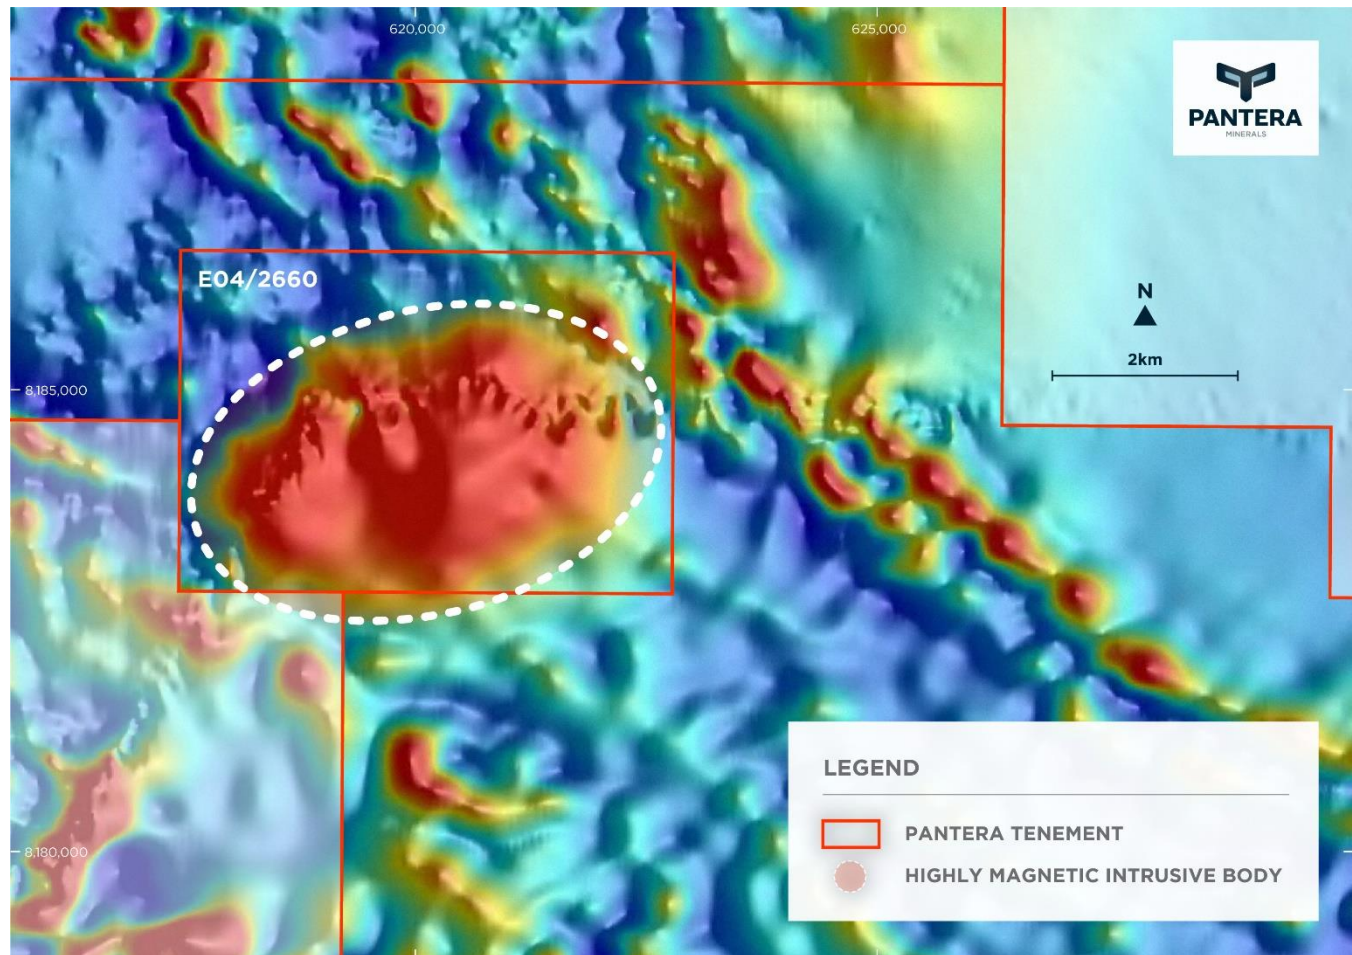 620,000
625,000
PANTERA
MINERALS
E04/2660
N
2km
8,185,000
LEGEND
PANTERA TENEMENT
HIGHLY MAGNETIC INTRUSIVE BODY
8,180,000